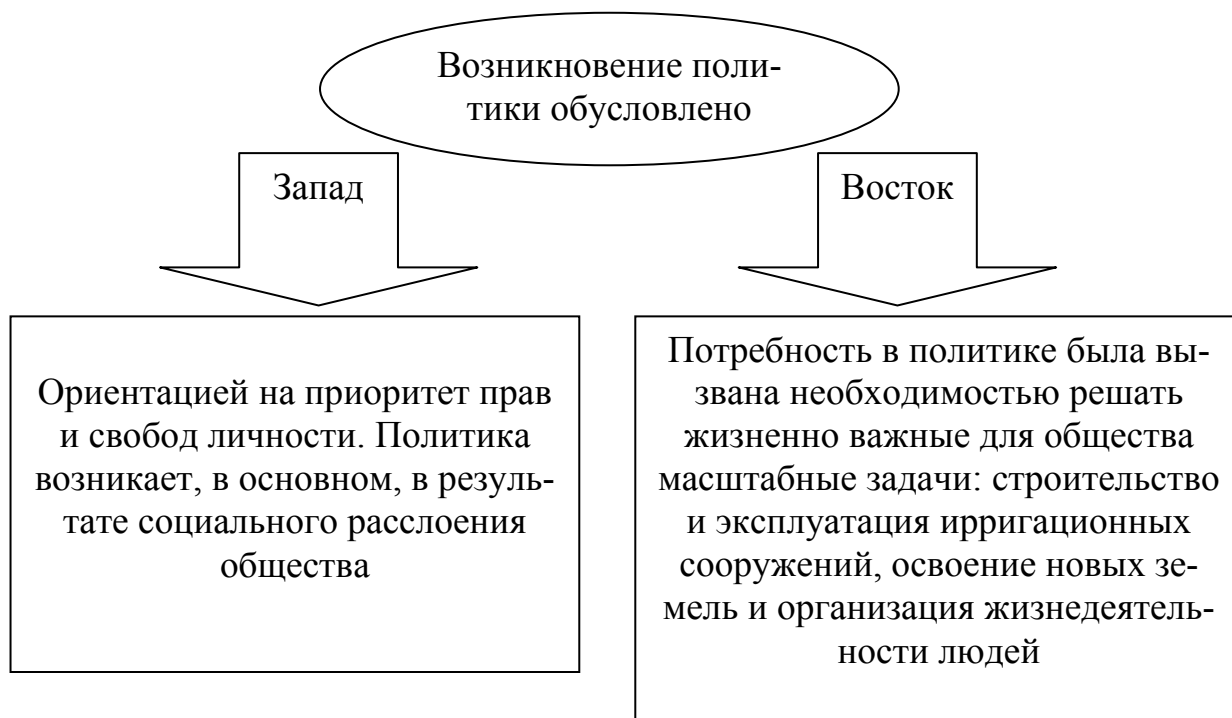 Возникновение поли-
тики обусловлено
Запад
Восток
Ориентацией на приоритет прав
и свобод личности. Политика
возникает, в основном, в резуль-
тате социального расслоения
общества
Потребность в политике была вы-
звана необходимостью решать
жизненно важные для общества
масштабные задачи: строительство
и эксплуатация ирригационных
сооружений, освоение новых зе-
мель и организация жизнедеятель-
ности людей